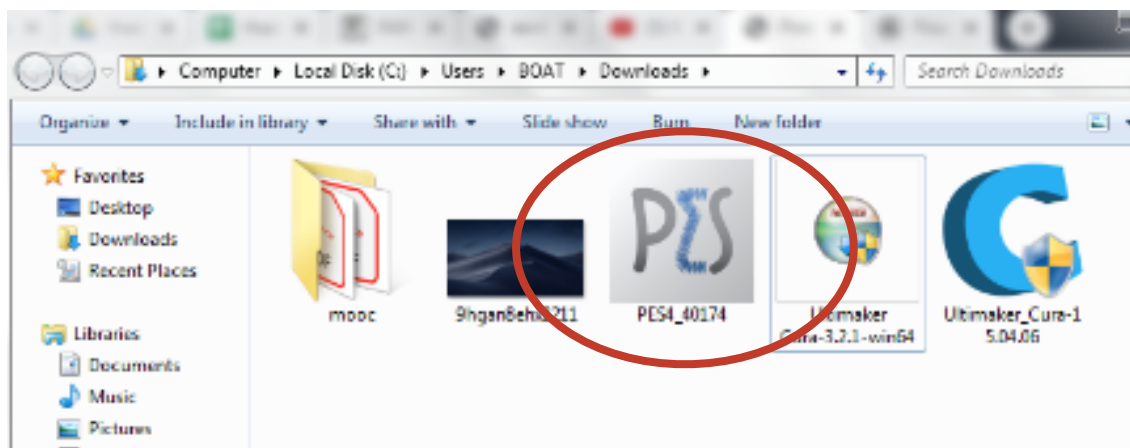 Computer ▸ Local Disk (C:) ▸ Users ▸ BOAT ▸ Downloads ▸
Search Downloads
Organize Include in library Share with Slide show Burn New folder
Favorites
Desktop
Downloads
Recent Places
Libraries
Documents
Music
Pictures
PES
mooc
PES4_40174
Ultimaker
Cura-3.2.1-win64
Ultimaker_Cura-1
5.04.06